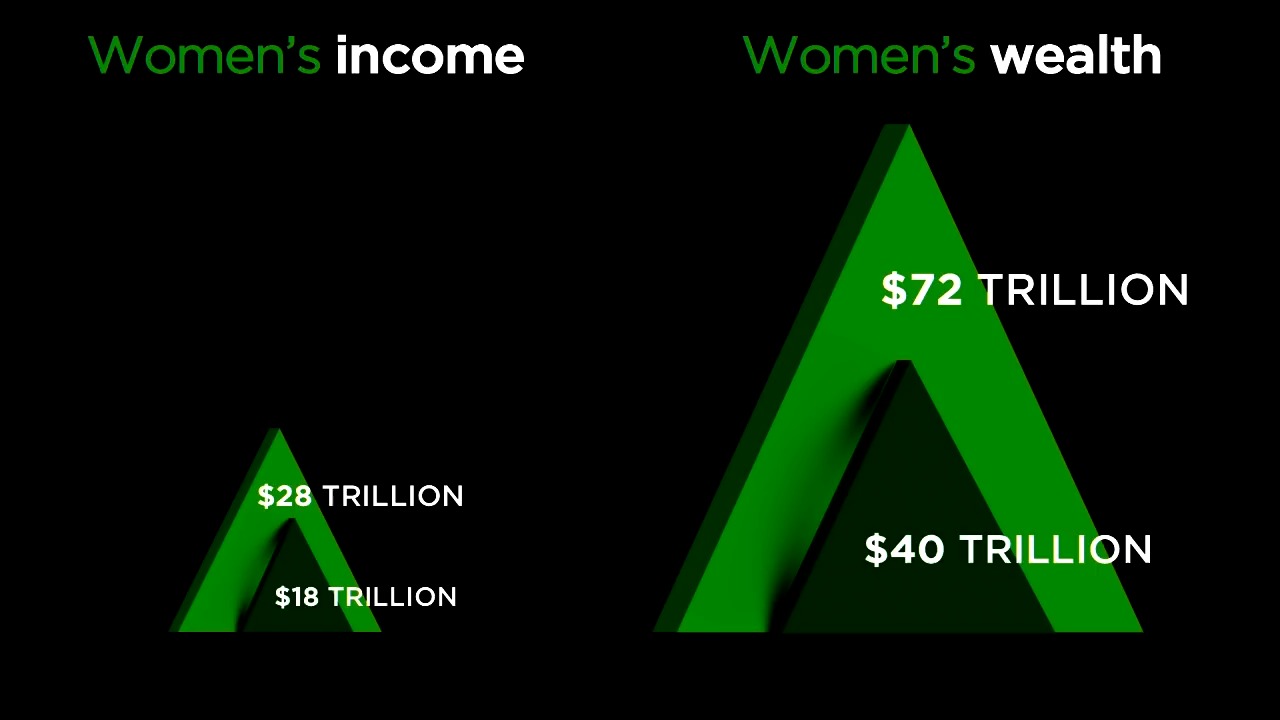 Women's income
$28 TRILLION
$18 TRILLION
Women's wealth
$72 TRILLION
$40 TRILLION